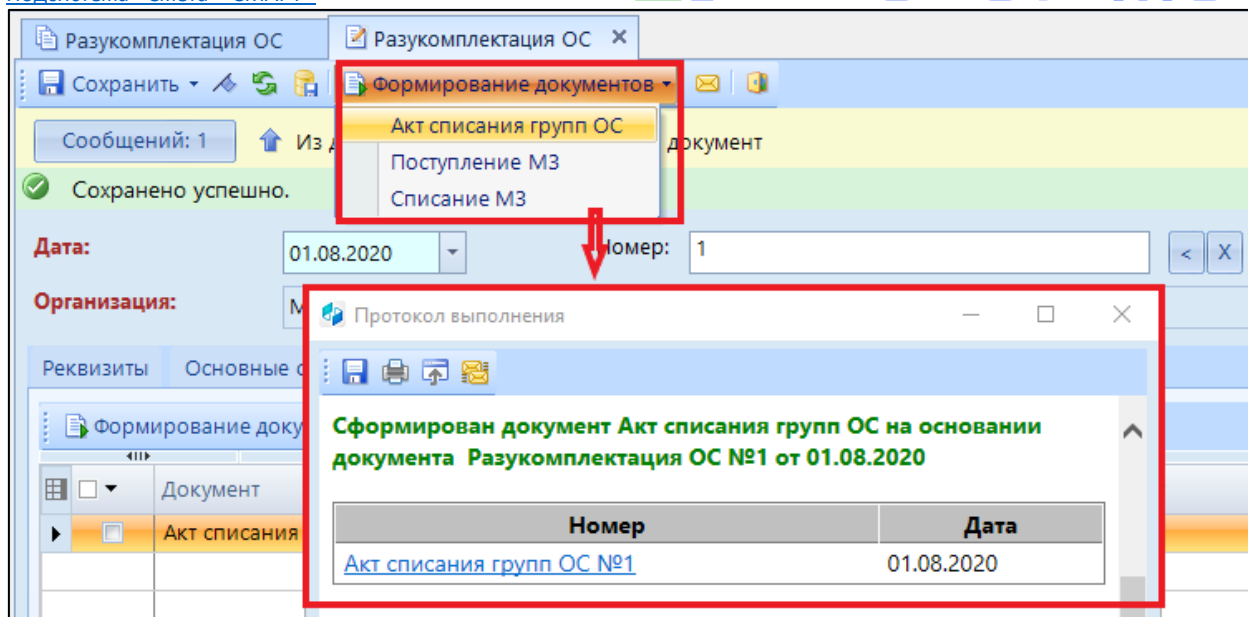 Разукомплектация ОС
Разукомплектация ОС
Сохранить
Формирование документов
Акт списания групп ОС
Поступление МЗ
Списание МЗ
Сообщений: 1
Из
документ
Сохранено успешно.
Дата:
01.08.2020
Номер:
1
< X
Организация:
М
Протокол выполнения
Реквизиты
Основные с
Формирование доку
Сформирован документ Акт списания групп ОС на основании
документа Разукомплектация ОС №1 от 01.08.2020
Документ
Номер
Дата
Акт списания
Акт списания групп ОС №1
01.08.2020